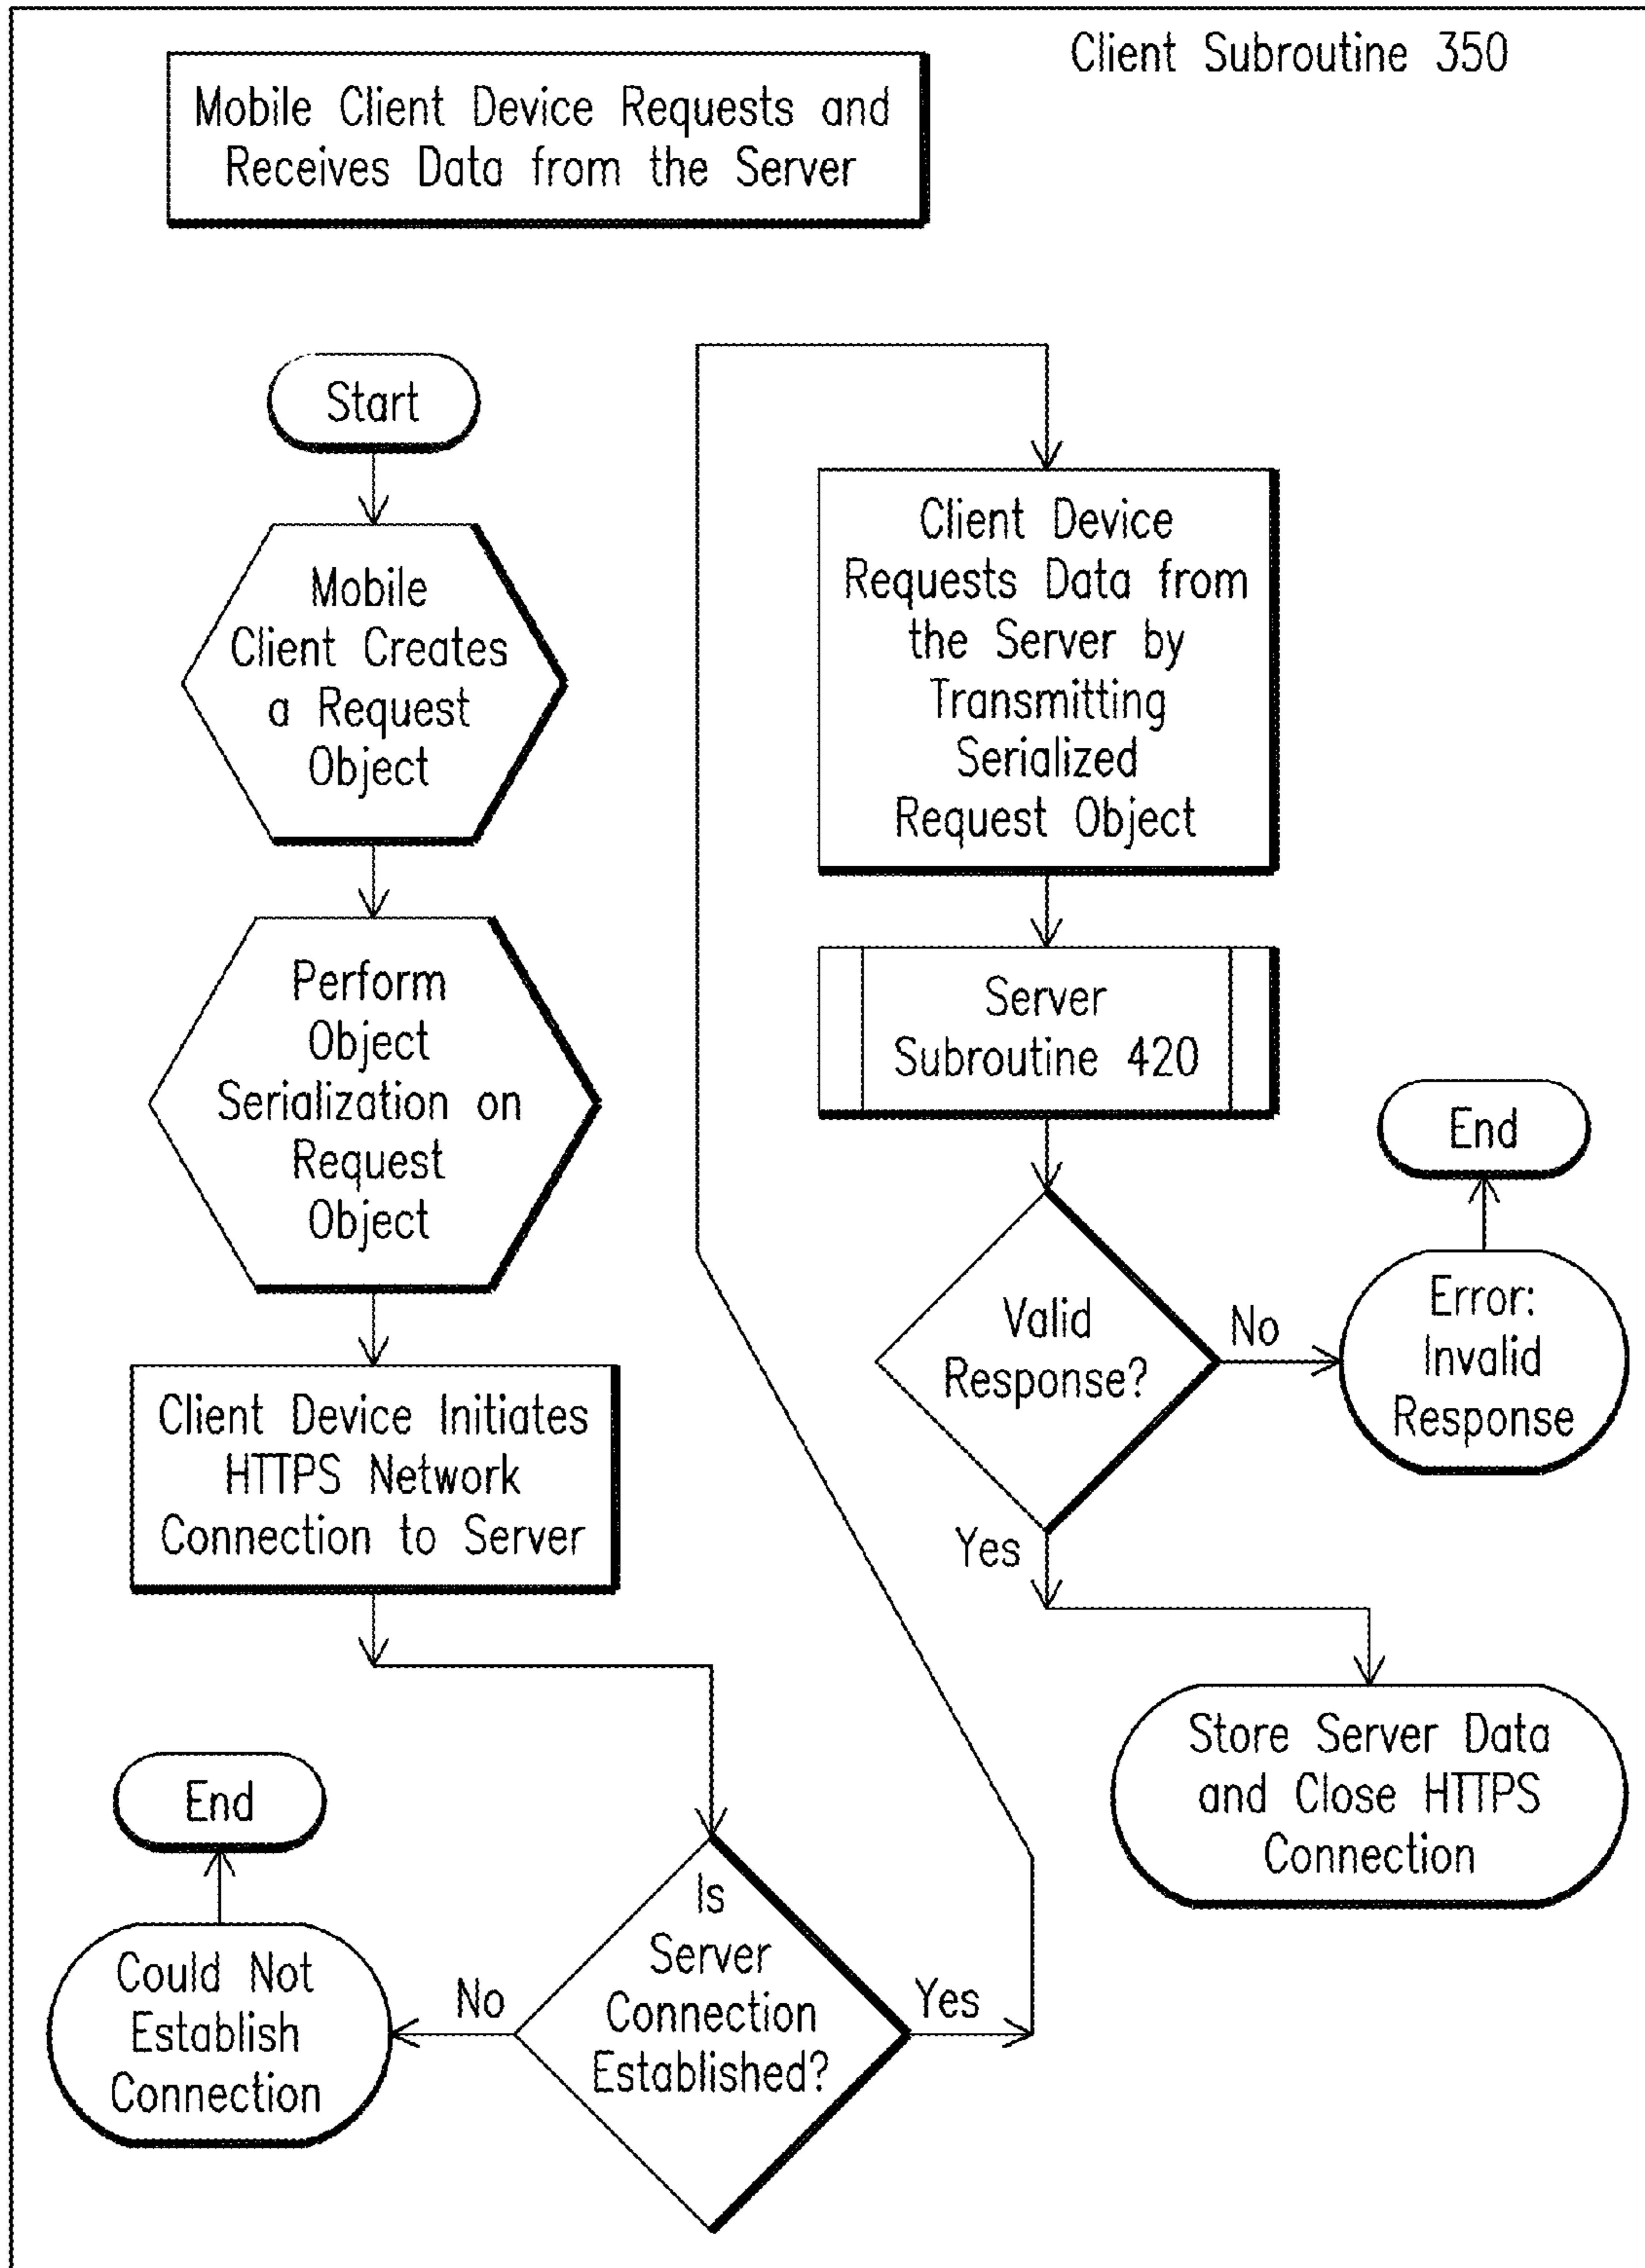 Client Subroutine 350
Mobile Client Device Requests and
Receives Data from the Server
Start
Mobile
Client Creates
a Request
Object
Perform
Object
Serialization on
Request
Object
Client Device Initiates
HTTPS Network
Connection to Server
Is
Server
Connection
Established?
No
Could Not
Establish
Connection
End
Yes
Client Device
Requests Data from
the Server by
Transmitting
Serialized
Request Object
Server
Subroutine 420
Valid
Response?
No
Error:
Invalid
Response
End
Yes
Store Server Data
and Close HTTPS
Connection